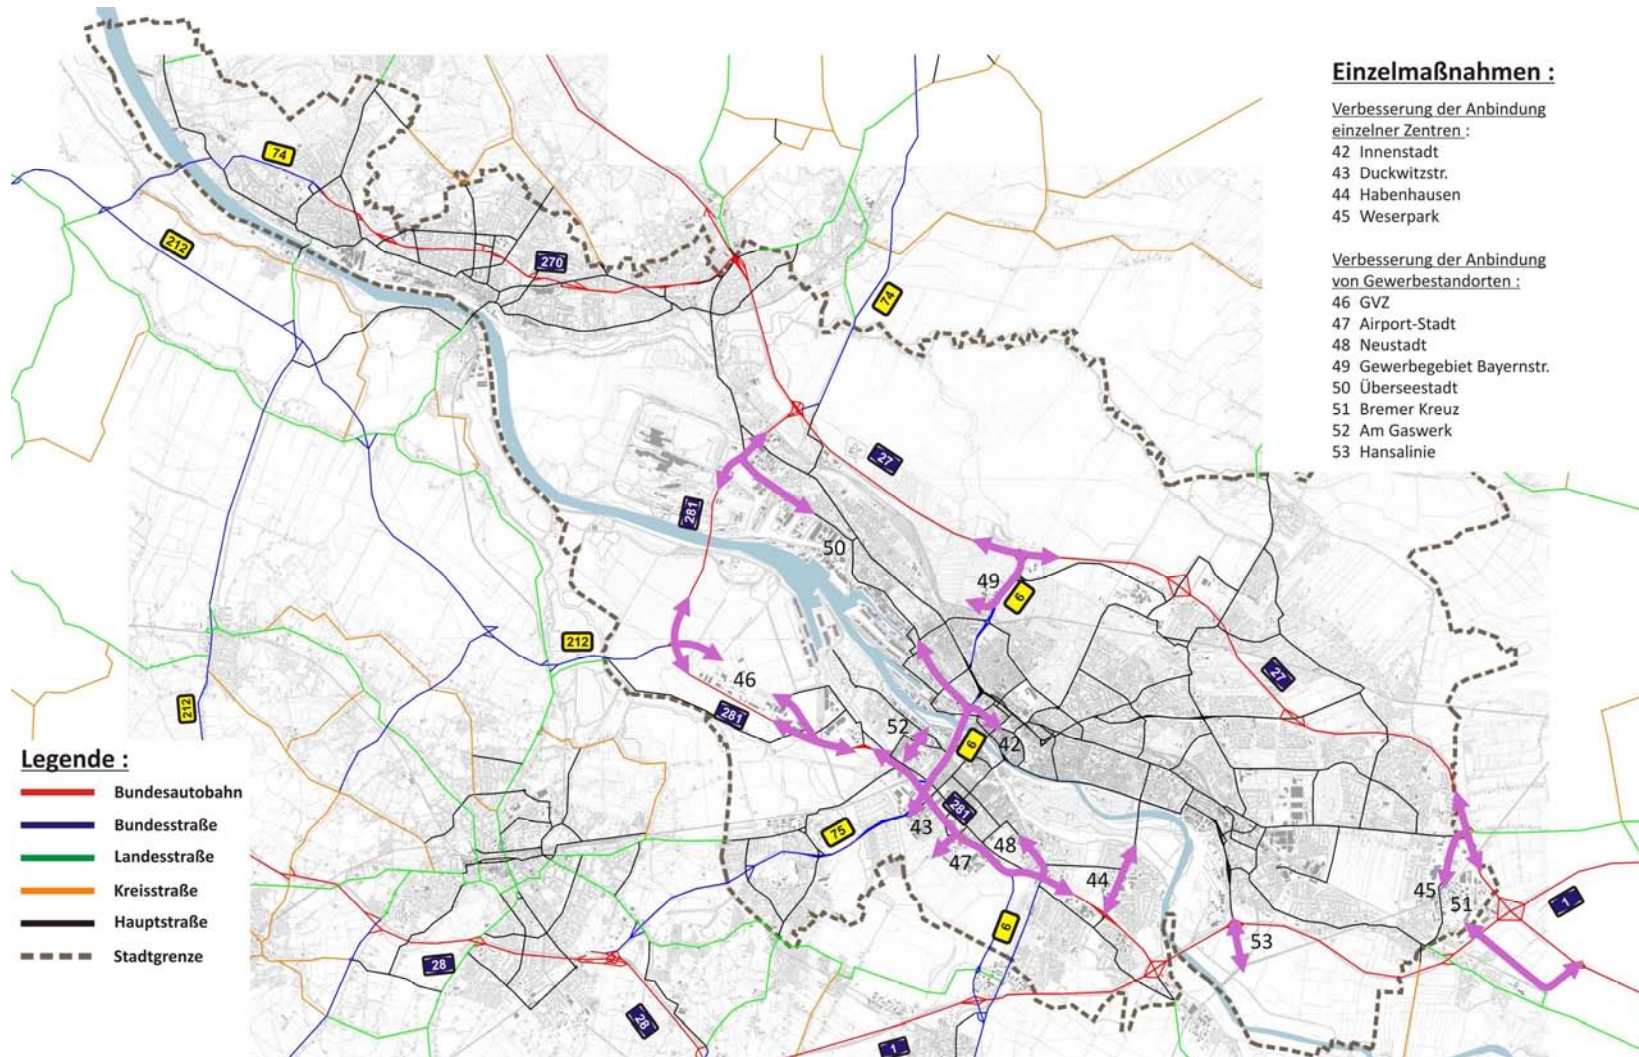 Einzelmaßnahmen :
Verbesserung der Anbindung
einzelner Zentren :
42 Innenstadt
43 Duckwitzstr.
44 Habenhausen
45 Weserpark
Verbesserung der Anbindung
von Gewerbestandorten :
46 GVZ
47 Airport-Stadt
48 Neustadt
49 Gewerbegebiet Bayernstr.
50 Überseestadt
51 Bremer Kreuz
52 Am Gaswerk
53 Hansalinie
74
212
270
74
27
281
50
49
6
212
46
27
212
281
52
6
42
281
43
75
48
47
44
45
51
1
6
53
28
28
1
Legende :
Bundesautobahn
Bundesstraße
Landesstraße
Kreisstraße
Hauptstraße
Stadtgrenze